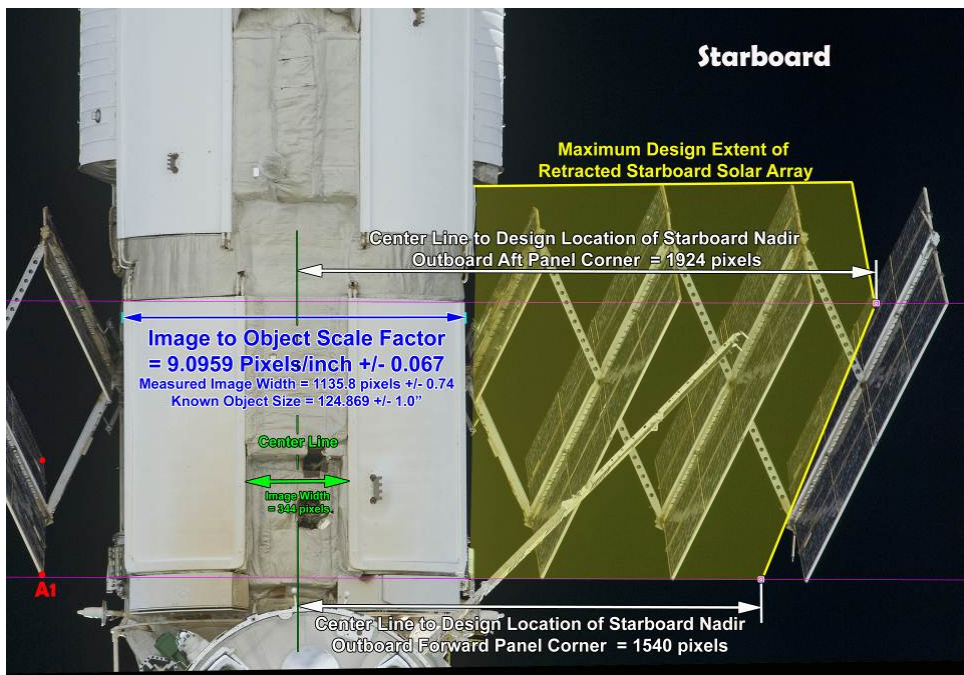 Starboard
Maximum Design Extent of
Retracted Starboard Solar Array
Center Line to Design Location of Starboard Nadir
Outboard Aft Panel Corner = 1924 pixels
Image to Object Scale Factor
= 9.0959 Pixels/inch +/- 0.067
Measured Image Width = 1135.8 pixels +/- 0.74
Known Object Size = 124.869 +/- 1.0”
Center Line
Image Width
= 344 pixels
A1
Center Line to Design Location of Starboard Nadir
Outboard Forward Panel Corner = 1540 pixels